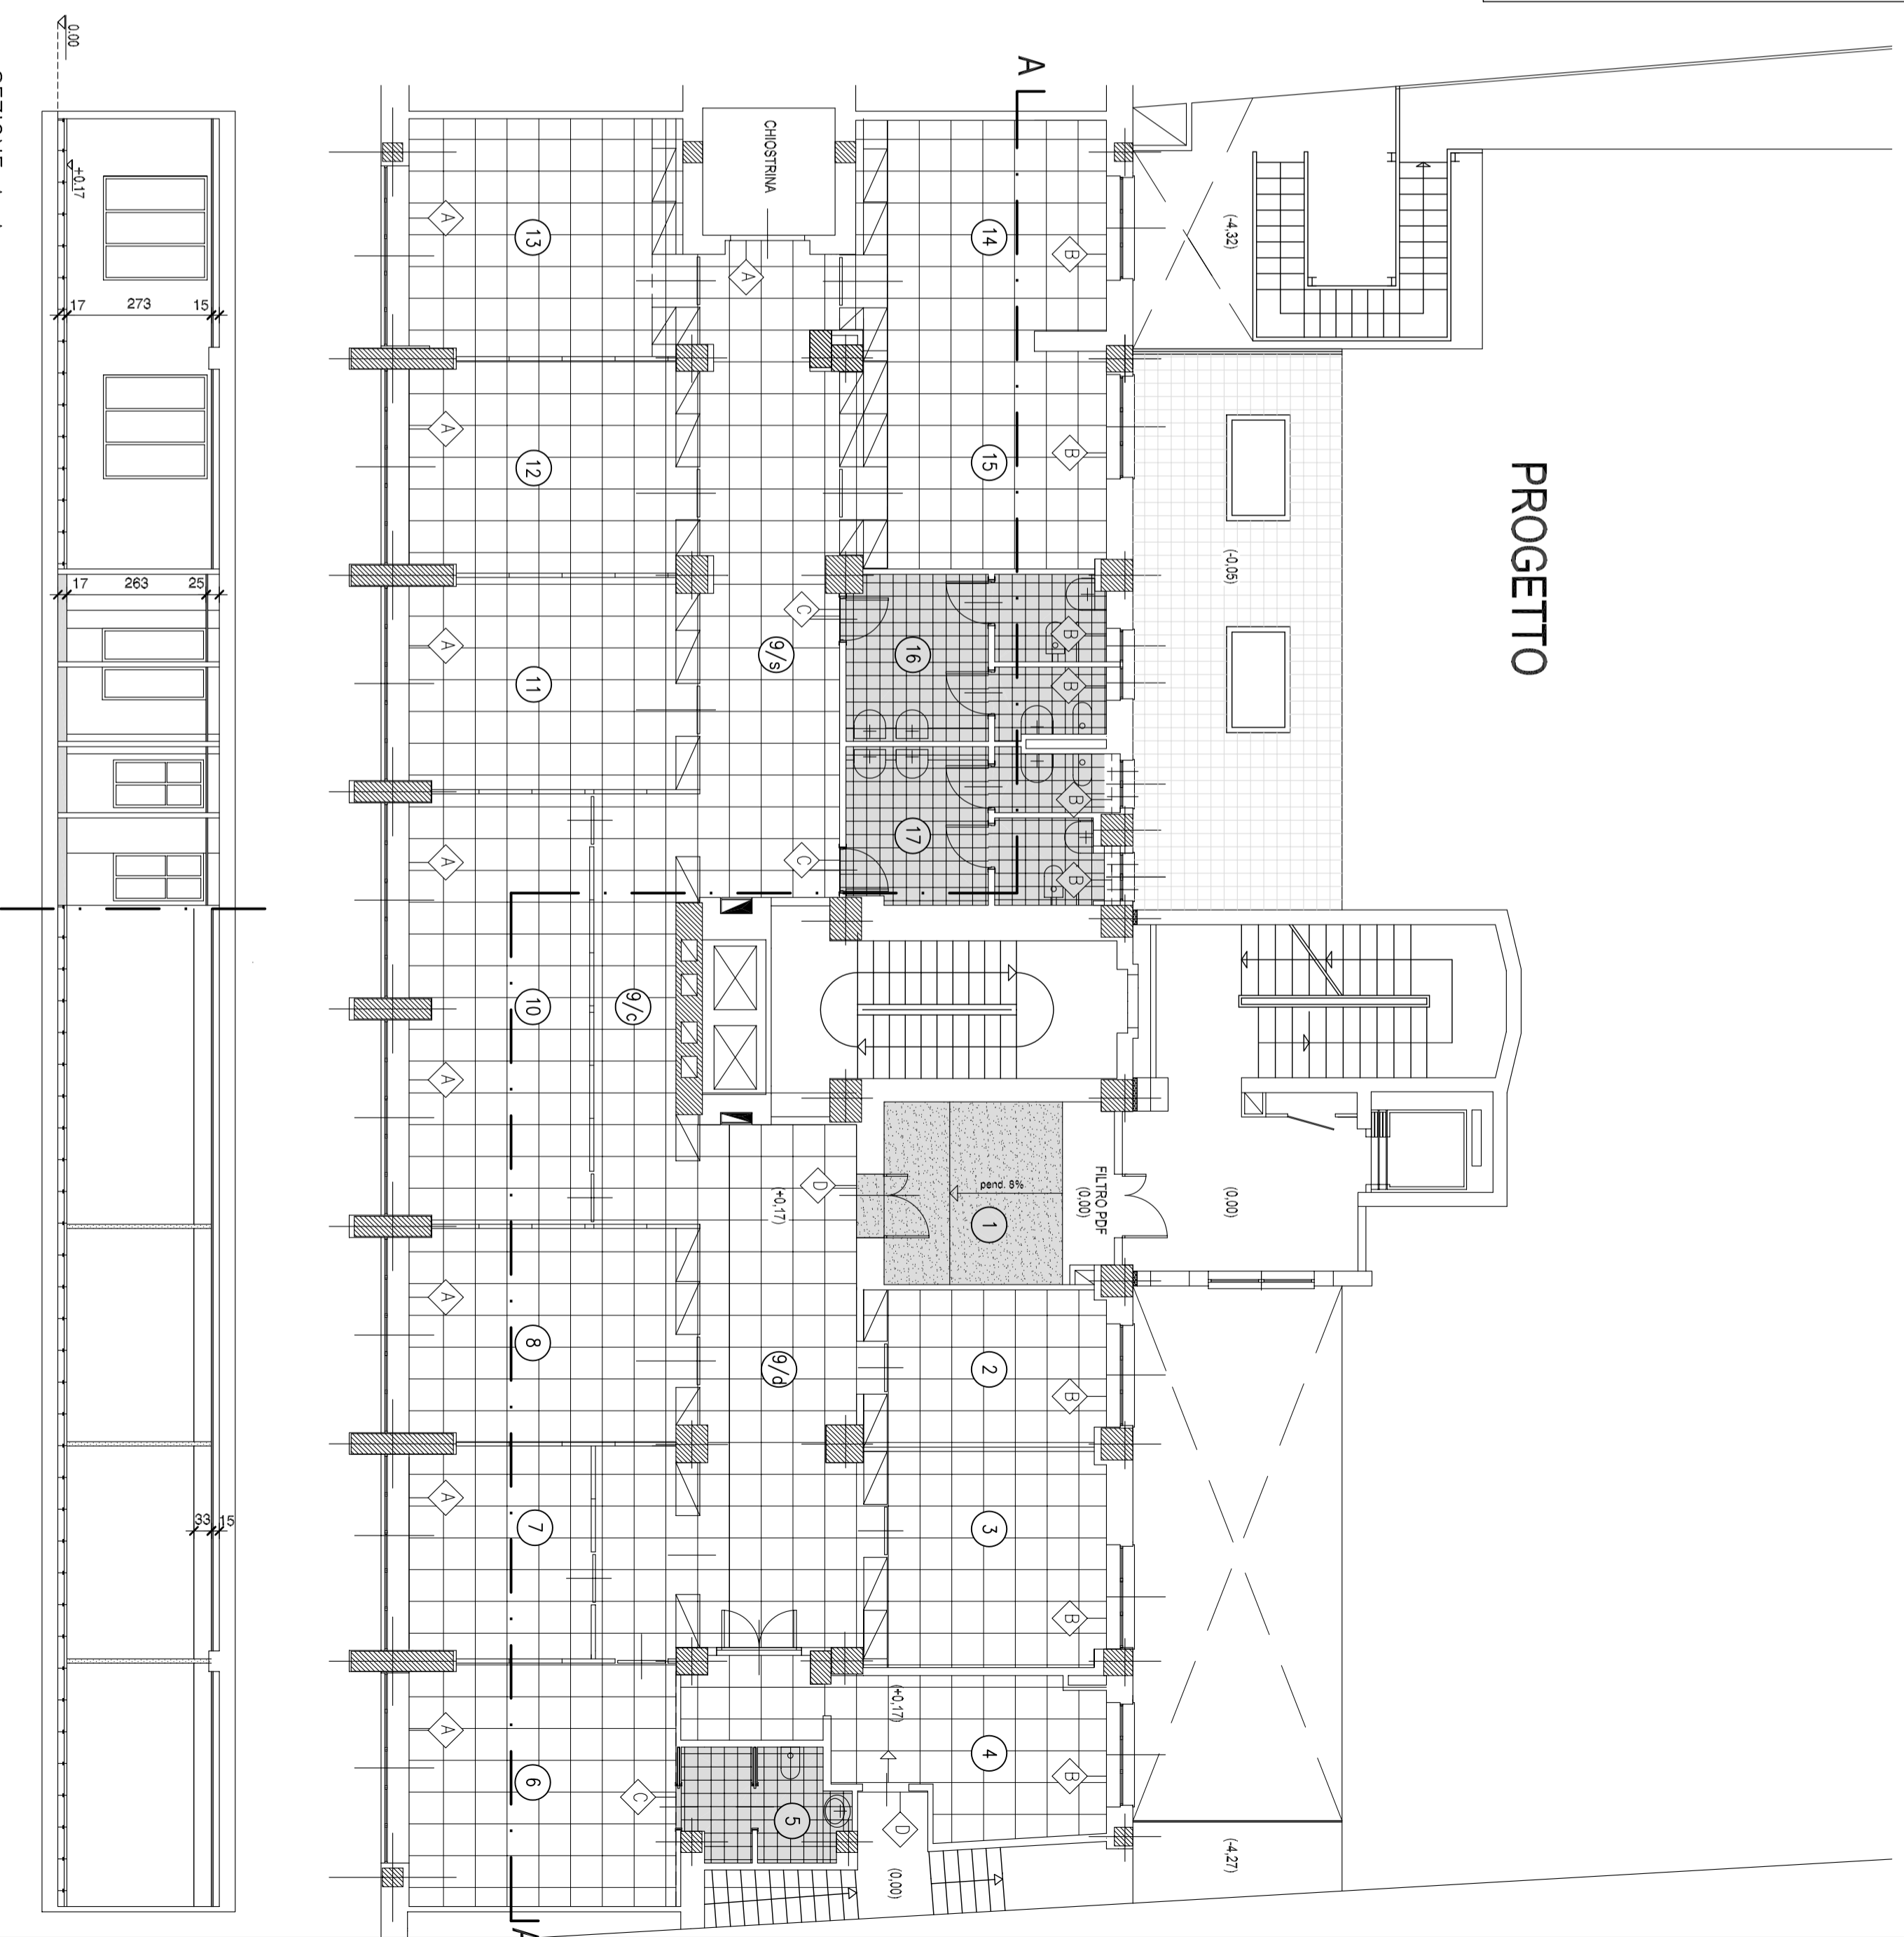 PROGETTO
A
CHIOSTRINA
A
13
A
14
B
(-4,32)
A
12
15
B
(-0,05)
C
B
A
9/s
16
B
11
B
C
17
B
A
10
9/c
A
D
(+0,17)
pend. 8%
1
FILTRO PDF
(0,00)
(0,00)
A
8
9/d
2
B
A
7
3
B
(+0,17)
A
4
B
6
C
5
D
(0,00)
(-4,27)
0.00
+0.17
17
273
15
17
263
25
33
15